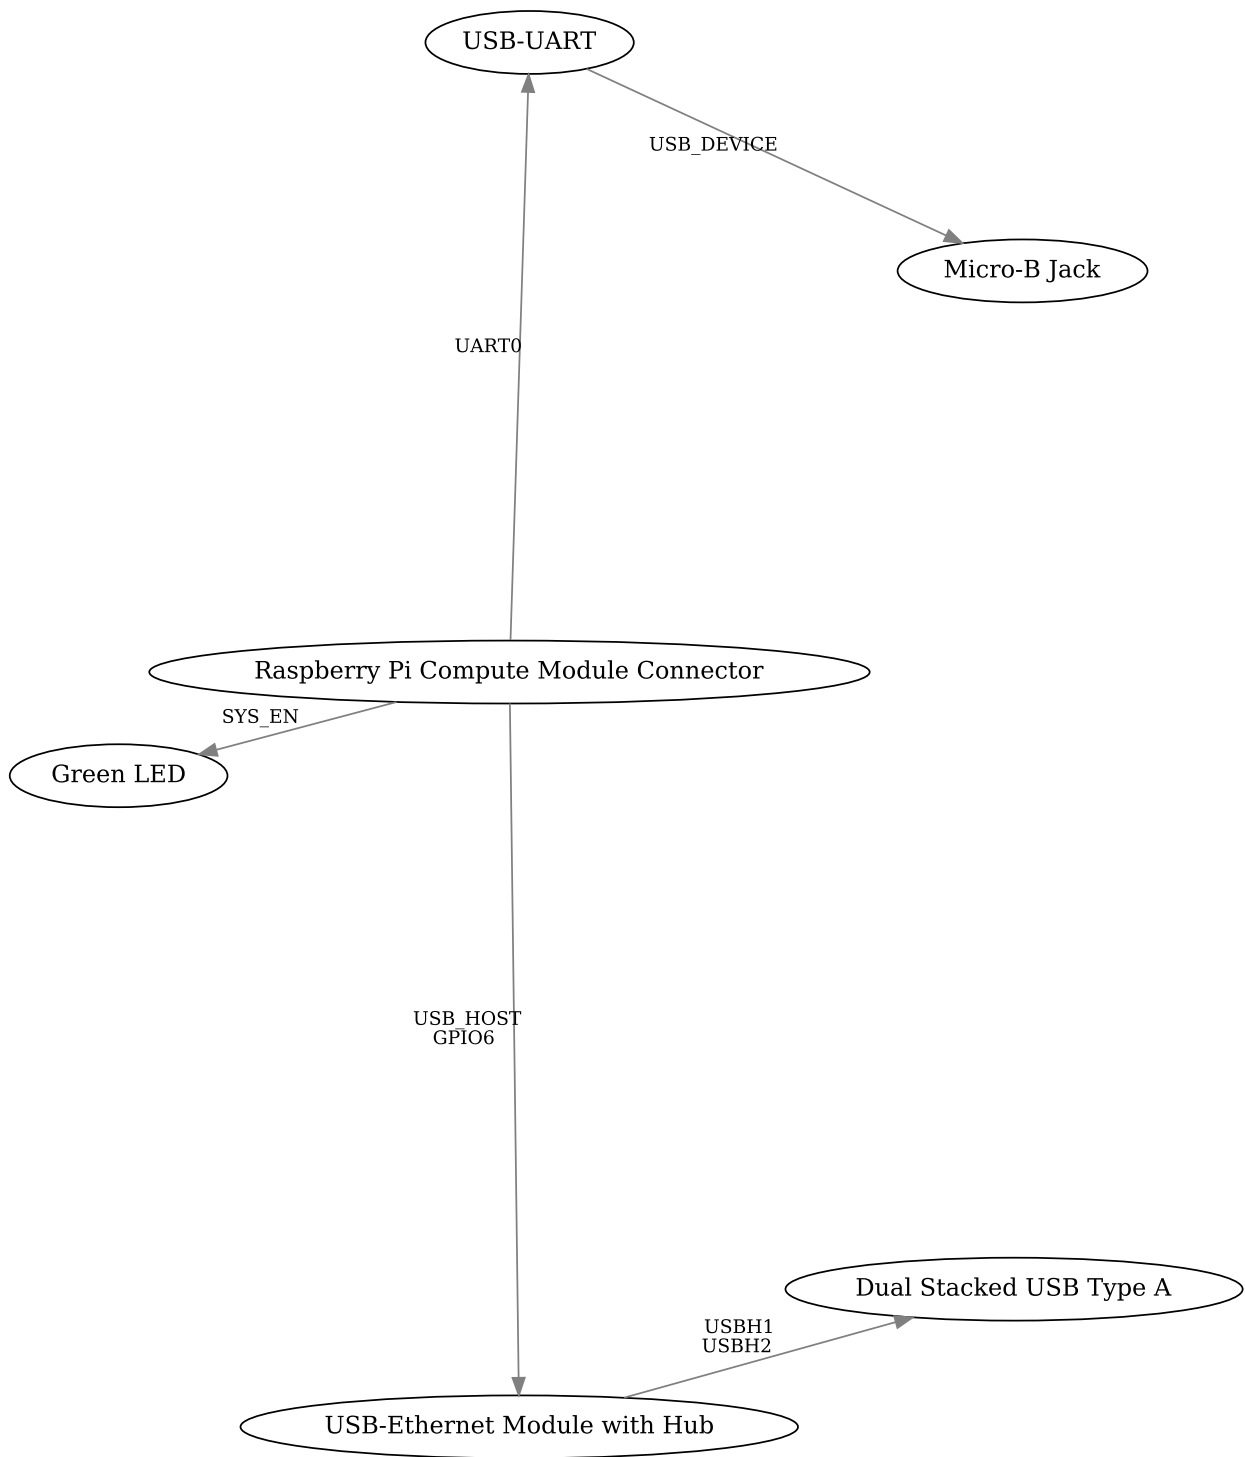 USB-UART
USB_DEVICE
Micro-B Jack
UART0
Raspberry Pi Compute Module Connector
SYS_EN
Green LED
USB_HOST
GPIO6
Dual Stacked USB Type A
USBH1
USBH2
USB-Ethernet Module with Hub